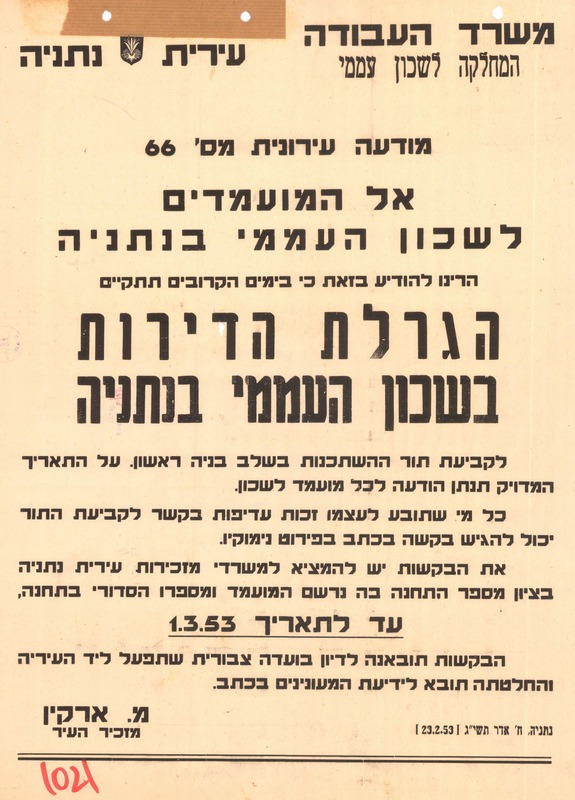 משרד העבודה
המחלקה לשכון עממי
עירית נתניה
מודעה עירונית מס' 66
אל המועמדים
לשכון העממי בנתניה
הרינו להודיע בזאת כי בימים הקרובים תתקיים
הגרלת הדירות
בשכון העממי בנתניה
לקביעת תור ההשתכנות בשלב בניה ראשון. על התאריך
המדויק תנתן הודעה לכל מועמד לשכון.
כל מי שתובע לעצמו זכות עדיפות בקשר לקביעת התור
יכול להגיש בקשה בכתב בפירוט נימוקיו.
את הבקשות יש להמציא למשרדי מזכירות עירית נתניה
בציון מספר התחנה בה נרשם המועמד ומספרו הסדורי בתחנה,
עד לתאריך 1.3.53
הבקשות תובאנה לדיון בועדה צבורית שתפעל ליד העיריה
והחלטתה תובא לידיעת המעונינים בכתב.
מ. ארקין
מזכיר העיר
נתניה, ח' אדר תשי"ג [23.2.53]
1021